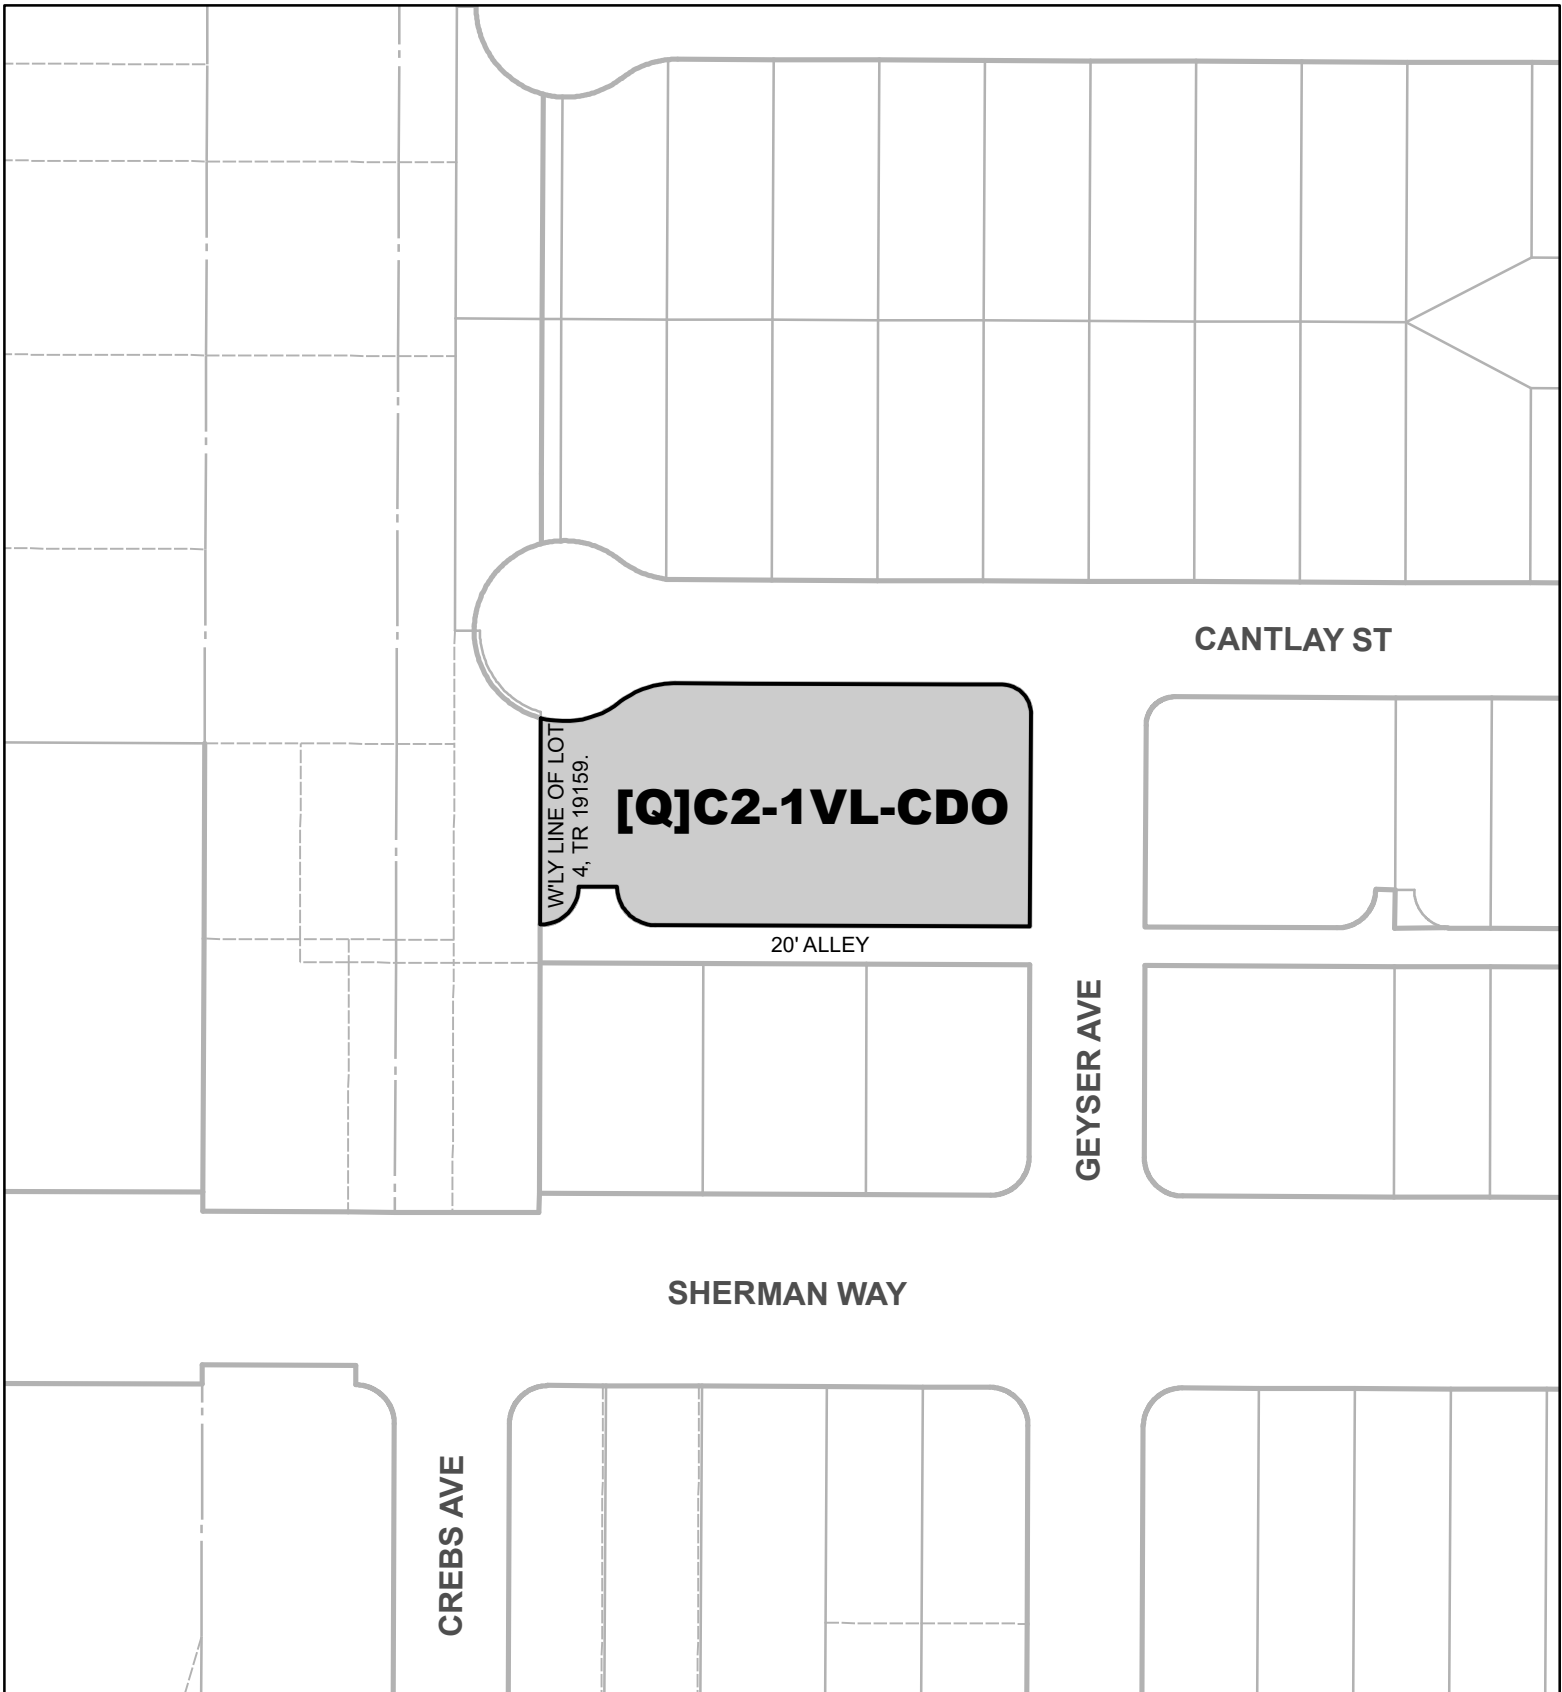 CANTLAY ST
W'LY LINE OF LOT
4, TR 19159.
[Q]C2-1VL-CDO
20' ALLEY
GEYSER AVE
SHERMAN WAY
CREBS AVE